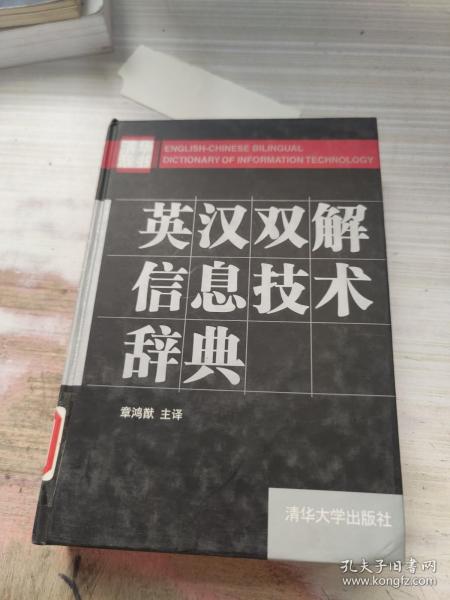 ENGLISH-CHINESE BILINGUAL
DICTIONARY OF INFORMATION TECHNOLOGY
英汉双解
信息技术
辞典
章鸿猷 主译
清华大学出版社
孔夫子旧书网
www.kongfz.com